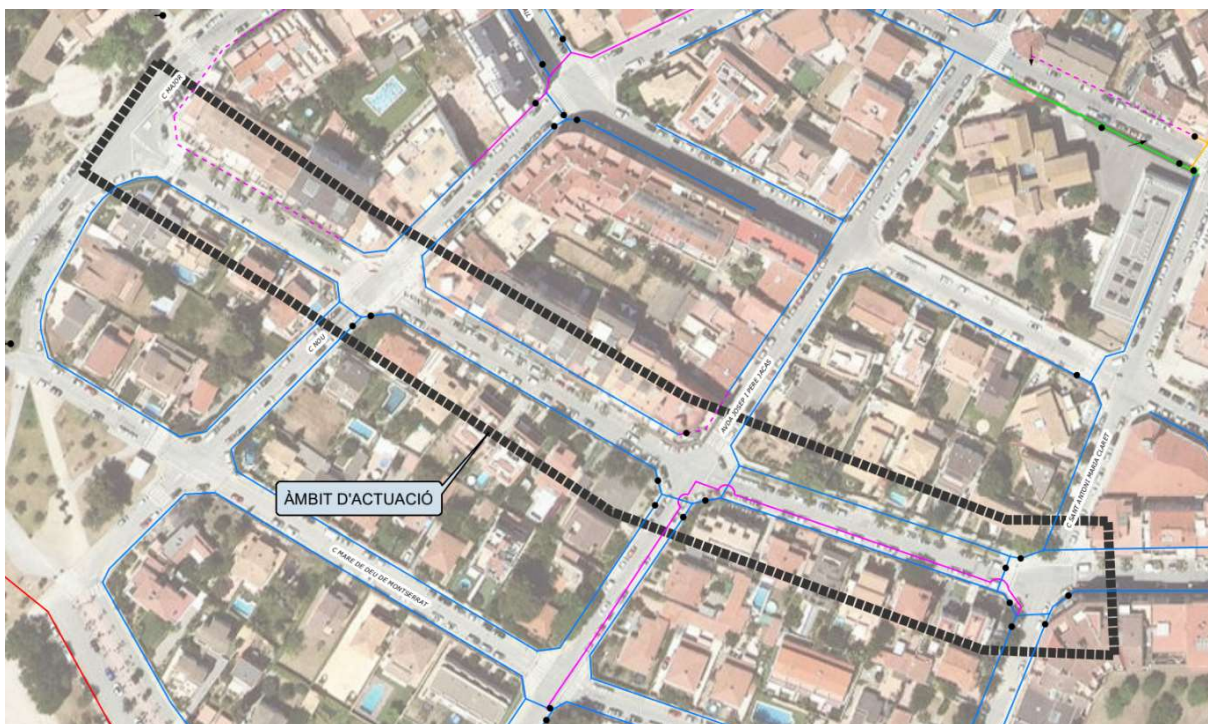 C MAJOR
C NOU
AVDA JOSEP I PERE JACAS
ÀMBIT D'ACTUACIÓ
C SANT ANTONI MARIA CLARET
C MARE DE DÉU DE MONTSERRAT